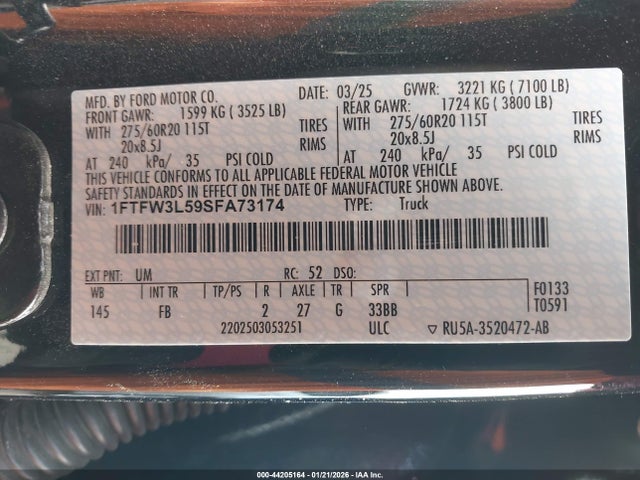 MFD. BY FORD MOTOR CO. DATE: 03/25 GVWR: 3221 KG (7100 LB)
FRONT GAWR: 1599 KG (3525 LB) REAR GAWR: 1724 KG (3800 LB)
WITH 275/60R20 115T TIRES WITH 275/60R20 115T TIRES
20x8.5J RIMS 20x8.5J RIMS
AT 240 kPa/ 35 PSI COLD AT 240 kPa/ 35 PSI COLD
THIS VEHICLE CONFORMS TO ALL APPLICABLE FEDERAL MOTOR VEHICLE
SAFETY STANDARDS IN EFFECT ON THE DATE OF MANUFACTURE SHOWN ABOVE.
VIN: 1FTFW3L59SFA73174 TYPE: Truck
EXT PNT: UM RC: 52 DSO:
WB INT TR TP/PS R AXLE TR SPR F0133
145 FB 2 27 G 33BB T0591
2202503053251 ULC ▽ RU5A-3520472-AB
000-44205164 | 01/21/2026 - IAA Inc.